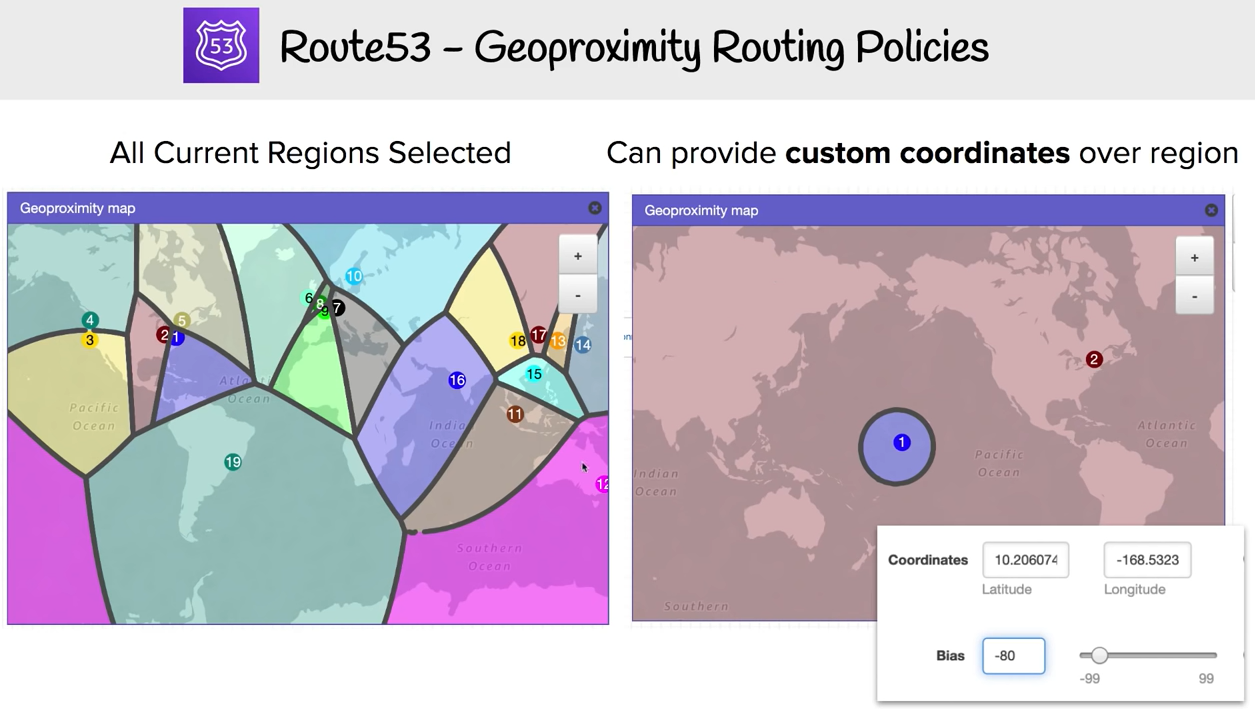 53
Route53 – Geoproximity Routing Policies
All Current Regions Selected
Can provide custom coordinates over region
Geoproximity map
+
-
10
6
8
9
7
4
3
2
1
5
18
17
13
14
15
16
11
19
12
Pacific
Ocean
Atlantic
Ocean
Indian
Ocean
Southern
Ocean
Geoproximity map
+
-
2
1
Pacific
Ocean
Atlantic
Ocean
Indian
Ocean
Southern
Coordinates
10.206074
-168.5323
Latitude
Longitude
Bias
-80
-99
99